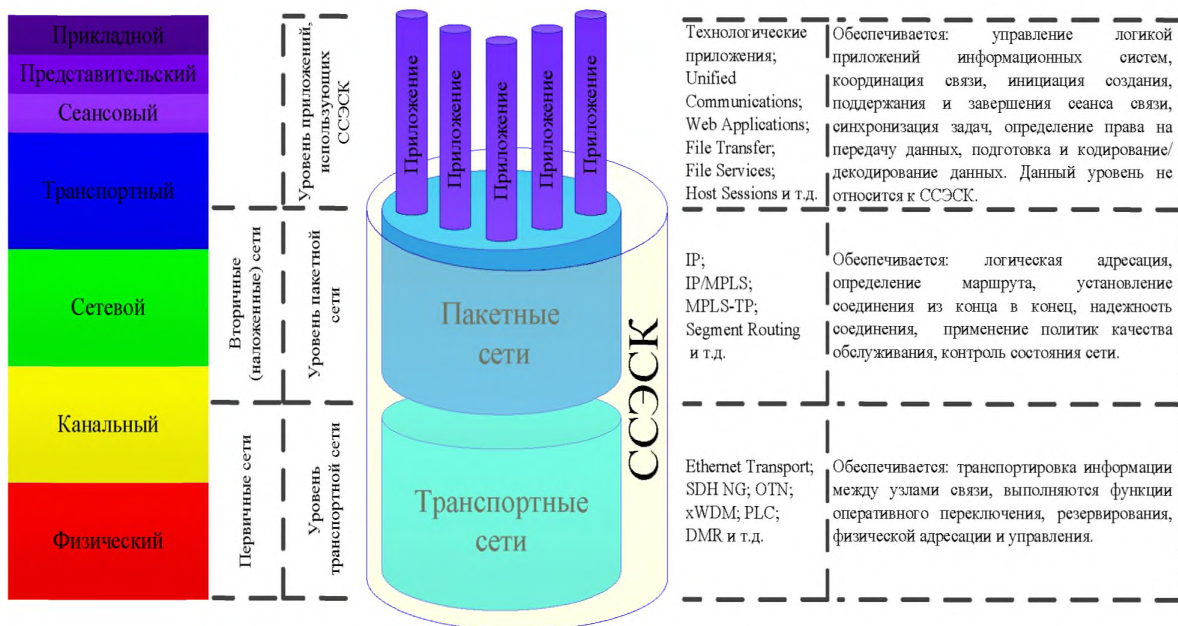 Прикладной
Представительский
Сеансовый
Транспортный
Сетевой
Канальный
Физический
Вторичные
(наложенные) сети
Первичные сети
Уровень приложений,
использующих
ССЭСК
Уровень пакетной
сети
Уровень
транспортной сети
Приложение
Приложение
Приложение
Приложение
Приложение
Пакетные
сети
Транспортные
сети
ССЭСК
Технологические
приложения;
Unified
Communications;
Web Applications;
File Transfer;
File Services;
Host Sessions и т.д.
Обеспечивается: управление логикой
приложений информационных систем,
координация связи, инициация создания,
поддержания и завершения сеанса связи,
синхронизация задач, определение права на
передачу данных, подготовка и кодирование/
декодирование данных. Данный уровень не
относится к ССЭСК.
IP;
IP/MPLS;
MPLS-TP;
Segment Routing
и т.д.
Обеспечивается: логическая адресация,
определение маршрута, установление
соединения из конца в конец, надежность
соединения, применение политик качества
обслуживания, контроль состояния сети.
Ethernet Transport;
SDH NG; OTN;
xWDM; PLC;
DMR и т.д.
Обеспечивается: транспортировка информации
между узлами связи, выполняются функции
оперативного переключения, резервирования,
физической адресации и управления.